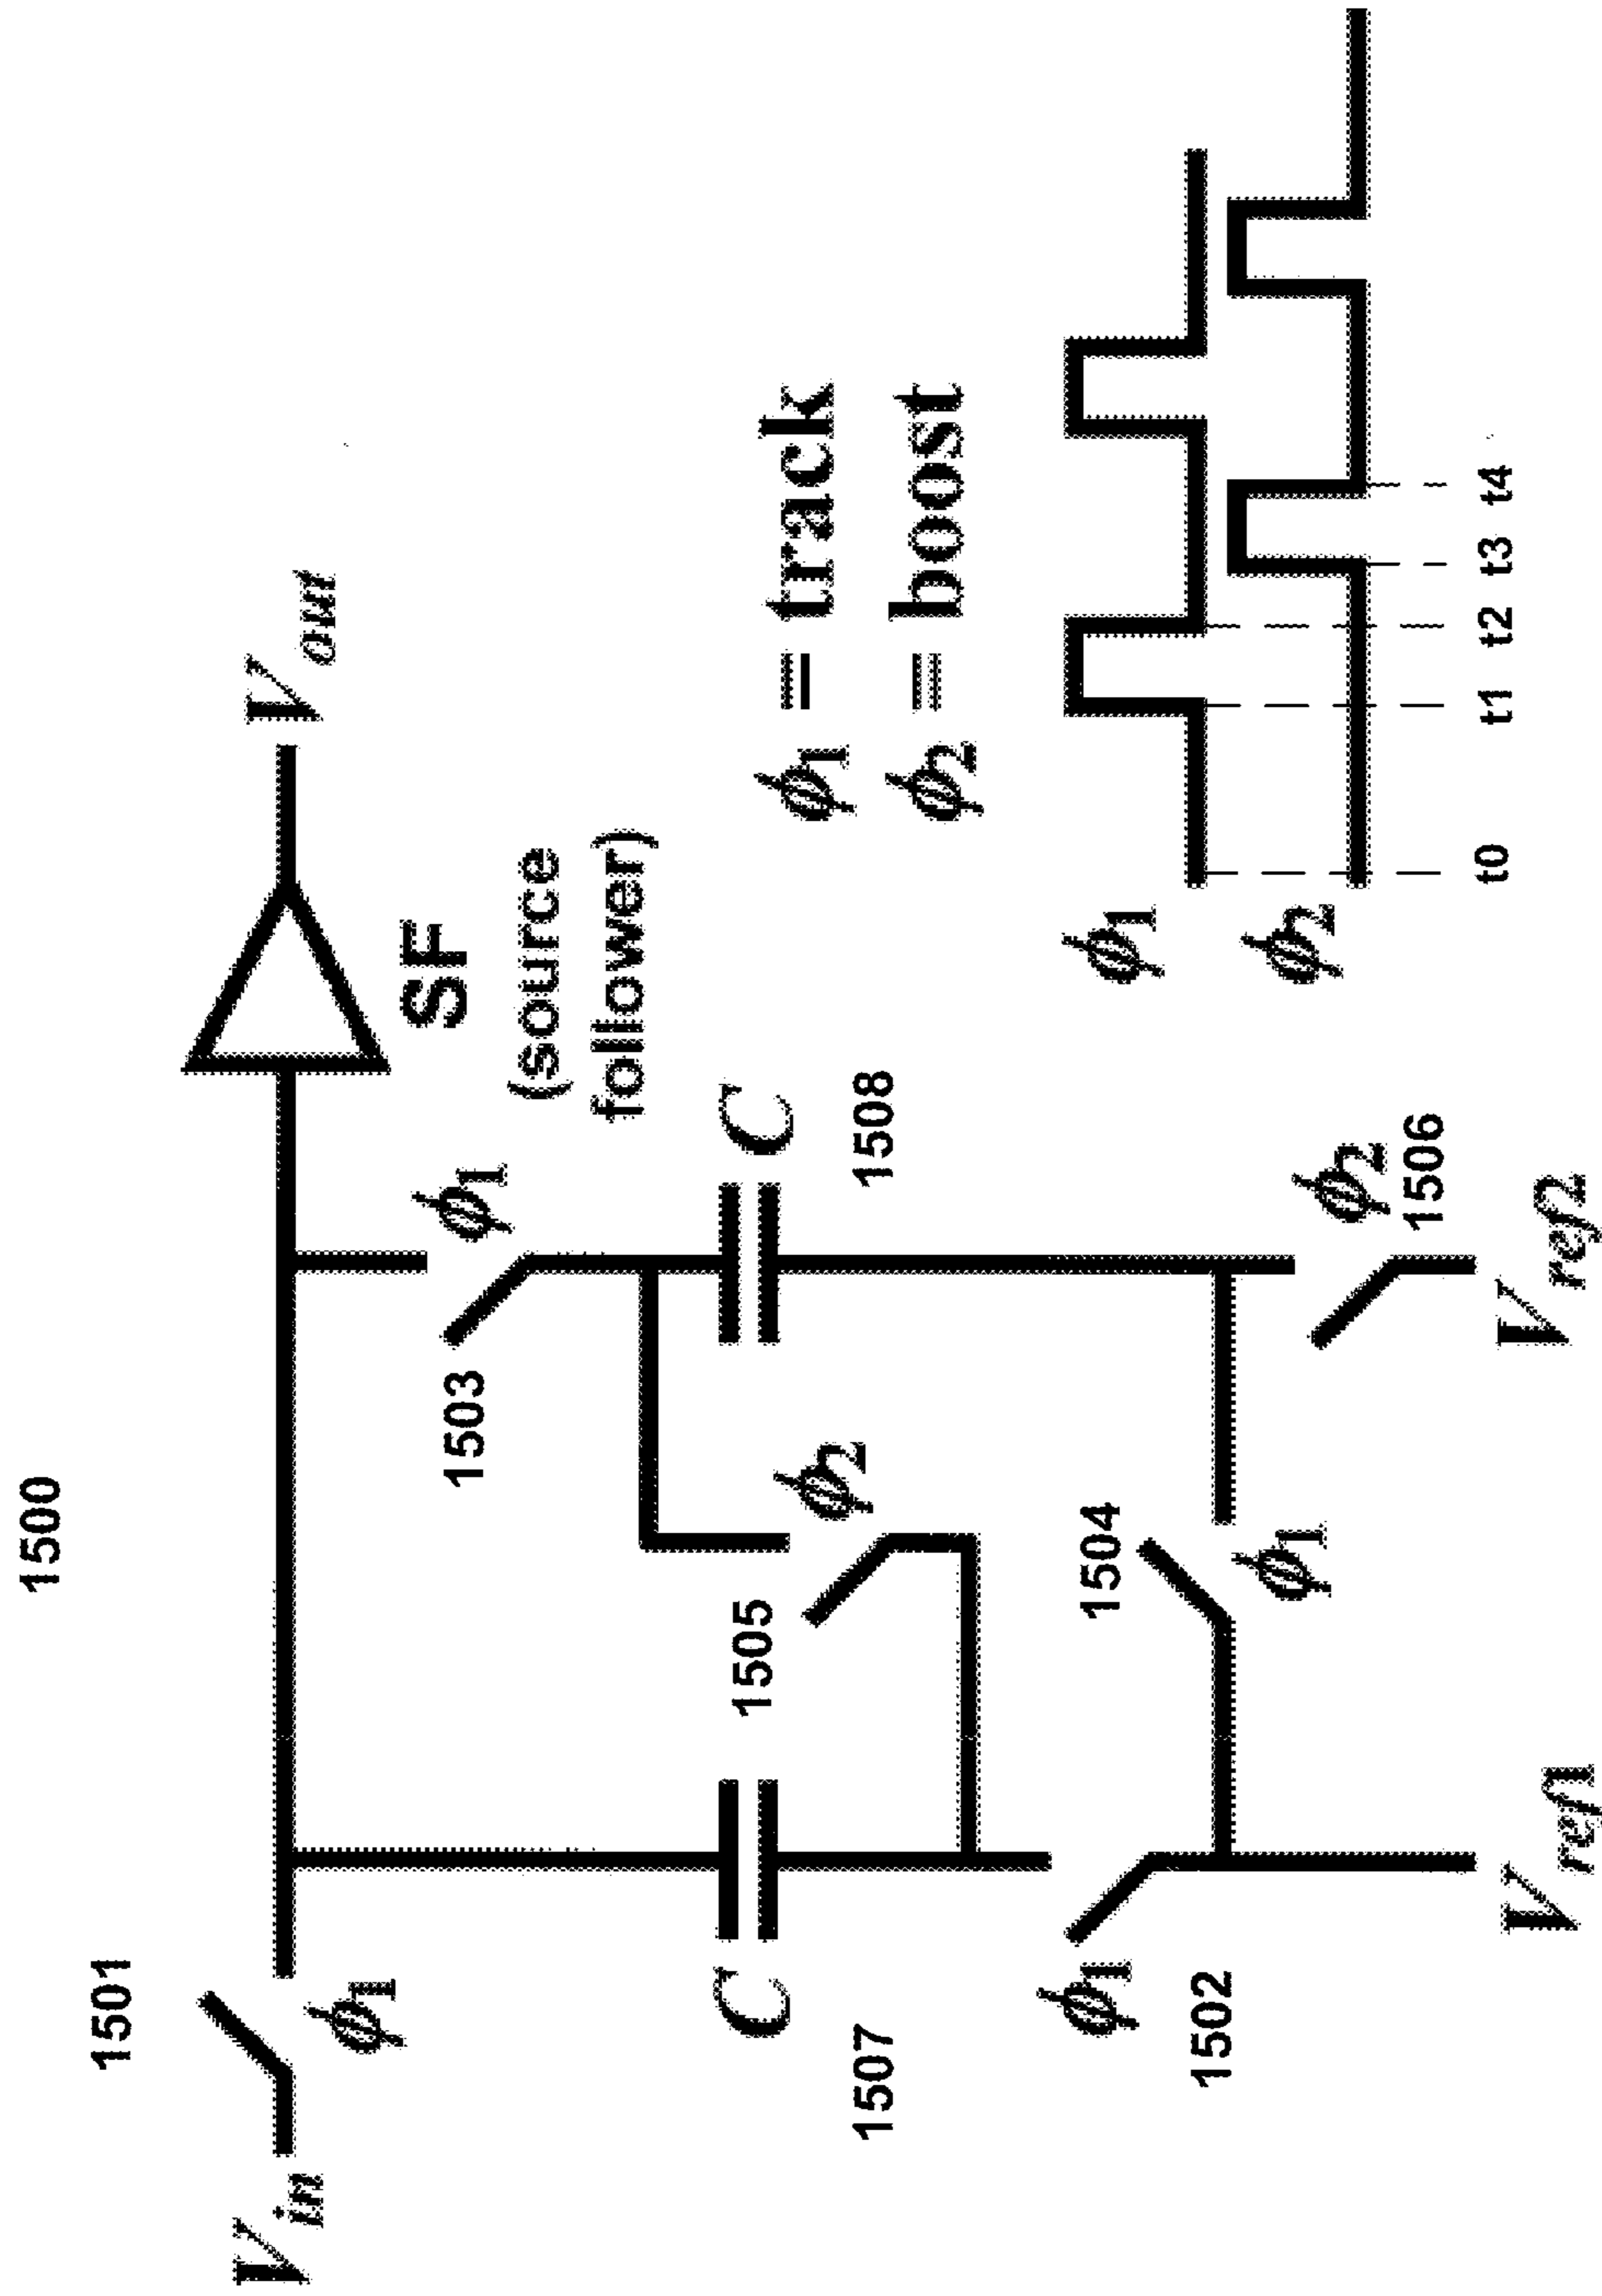 1500
1501
V_in
ϕ1
V_out
SF
(source
follower)
1503
ϕ1
C
1507
1505
ϕ2
C
1508
ϕ1
1502
1504
ϕ1
ϕ2
1506
V_ref1
V_ref2
ϕ1 = track
ϕ2 = boost
ϕ1
ϕ2
t0 t1 t2 t3 t4